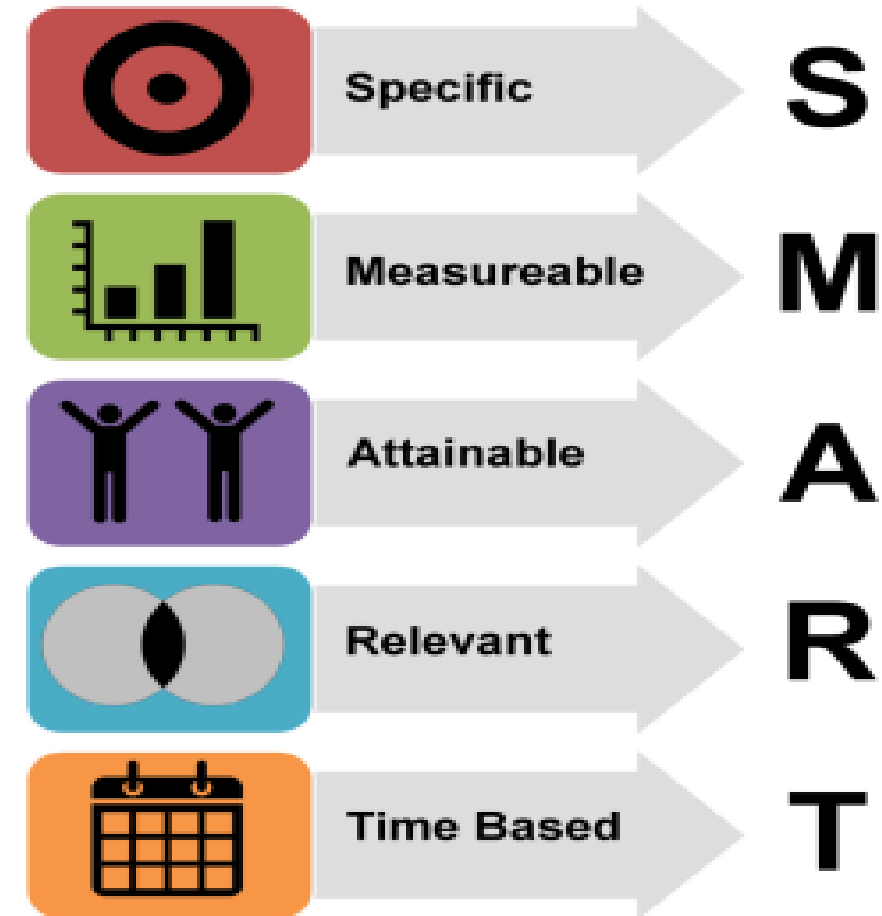 Specific S
Measureable M
Attainable A
Relevant R
Time Based T